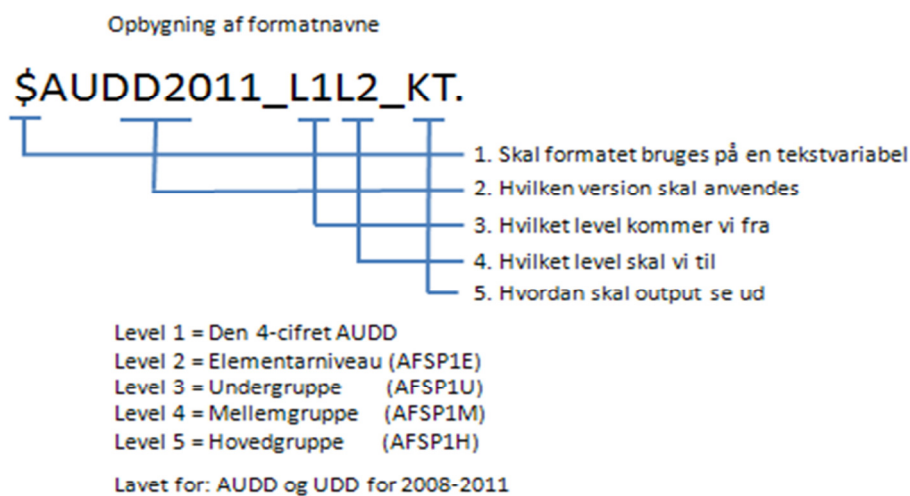 Opbygning af formatnavne
$AUDD2011_L1L2_KT.
1. Skal formatet bruges på en tekstvariabel
2. Hvilken version skal anvendes
3. Hvilket level kommer vi fra
4. Hvilket level skal vi til
5. Hvordan skal output se ud
Level 1 = Den 4-cifret AUDD
Level 2 = Elementarniveau (AFSP1E)
Level 3 = Undergruppe (AFSP1U)
Level 4 = Mellemgruppe (AFSP1M)
Level 5 = Hovedgruppe (AFSP1H)
Lavet for: AUDD og UDD for 2008-2011